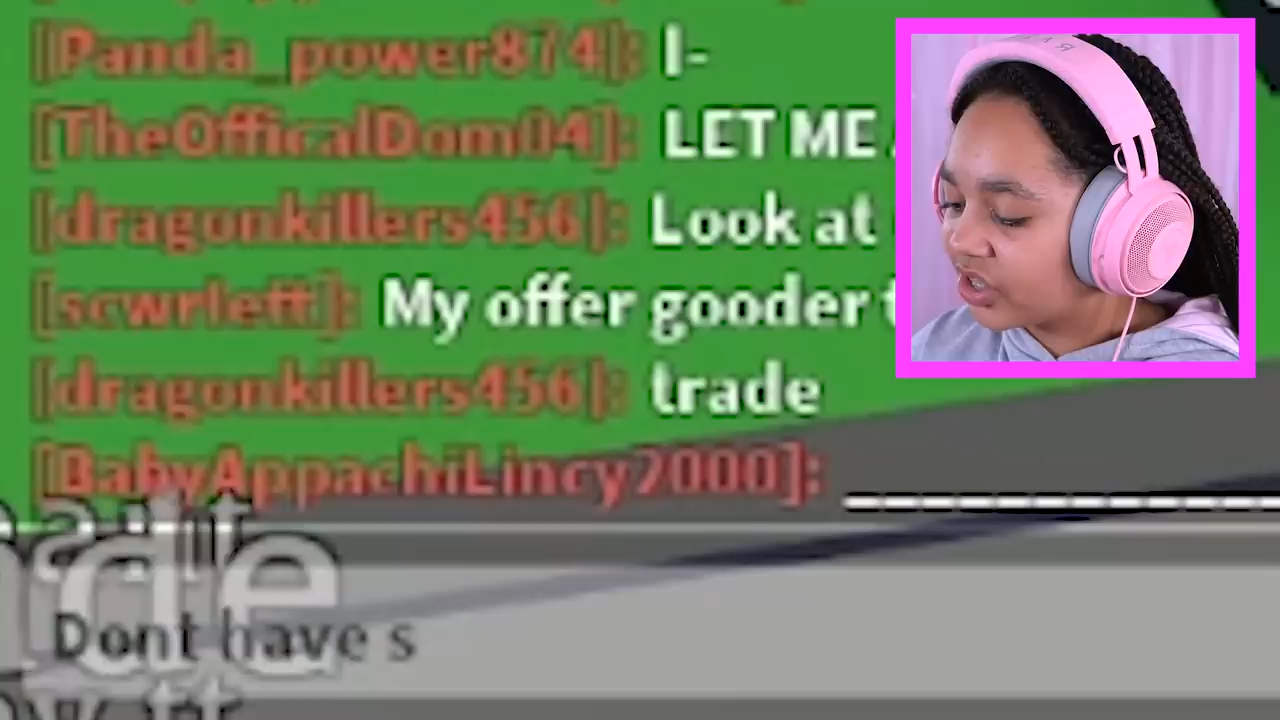 [Panda_power874]: I-
[TheOfficalDom04]: LET ME
[dragonkillers456]: Look at
[scwrleft]: My offer gooder
[dragonkillers456]: trade
[BabyAppachiLincy2000]:
Dont have s